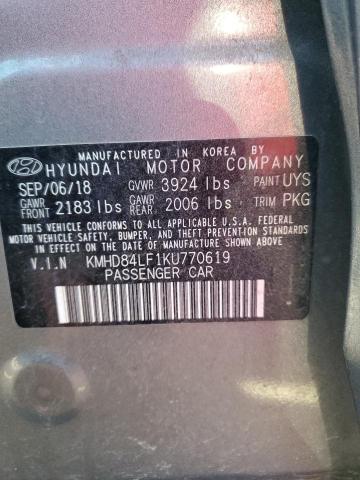 MANUFACTURED IN KOREA BY
HYUNDAI MOTOR COMPANY
SEP/06/18 GVWR 3924 lbs PAINT UYS
GAWR FRONT 2183 lbs GAWR REAR 2006 lbs TRIM PKG
THIS VEHICLE CONFORMS TO ALL APPLICABLE U.S.A. FEDERAL
MOTOR VEHICLE SAFETY, BUMPER, AND THEFT PREVENTION STANDARDS
IN EFFECT ON THE DATE OF MANUFACTURE SHOWN ABOVE.
V.I.N KMHD84LF1KU770619
PASSENGER CAR